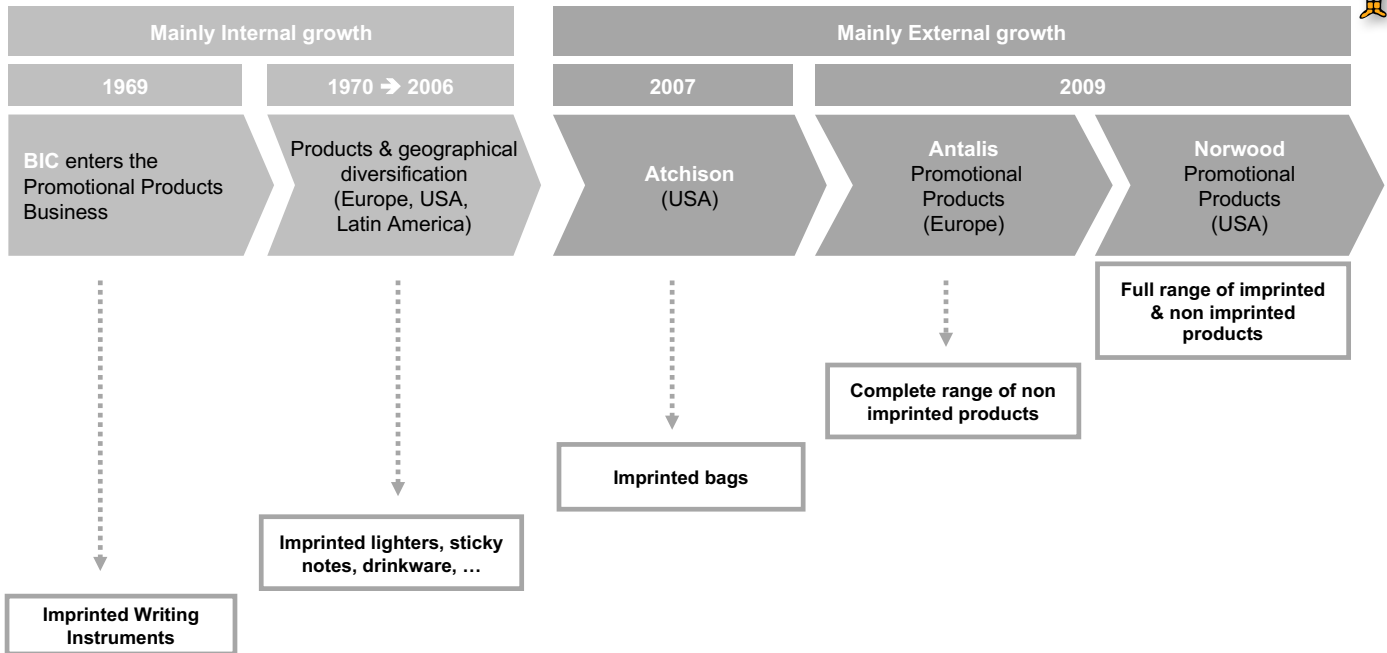 Mainly Internal growth
Mainly External growth
1969
1970 ➔ 2006
2007
2009
BIC enters the
Promotional Products
Business
Products & geographical
diversification
(Europe, USA,
Latin America)
Atchison
(USA)
Antalis
Promotional
Products
(Europe)
Norwood
Promotional
Products
(USA)
Full range of imprinted
& non imprinted
products
Complete range of non
imprinted products
Imprinted bags
Imprinted lighters, sticky
notes, drinkware, …
Imprinted Writing
Instruments